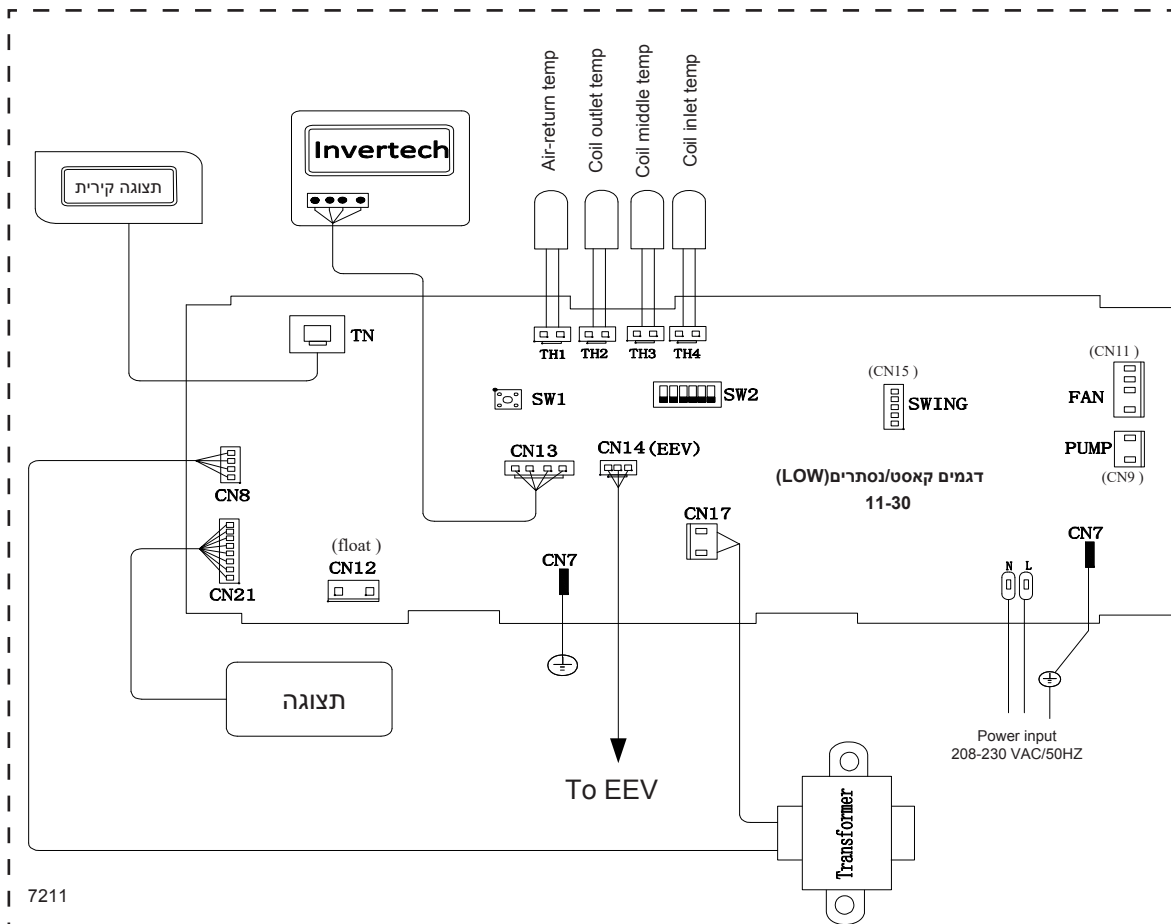 Air-return temp
Coil outlet temp
Coil middle temp
Coil inlet temp
Invertech
תצוגה קירית
TN
TH1
TH2
TH3
TH4
SW1
SW2
(CN15 )
SWING
(CN11 )
FAN
PUMP
(CN9 )
CN8
CN13
CN14(EEV)
דגמים קאסט/נסתרים(LOW)
11-30
CN21
(float )
CN12
CN7
CN17
N L
CN7
תצוגה
To EEV
Power input
208-230 VAC/50HZ
Transformer
7211